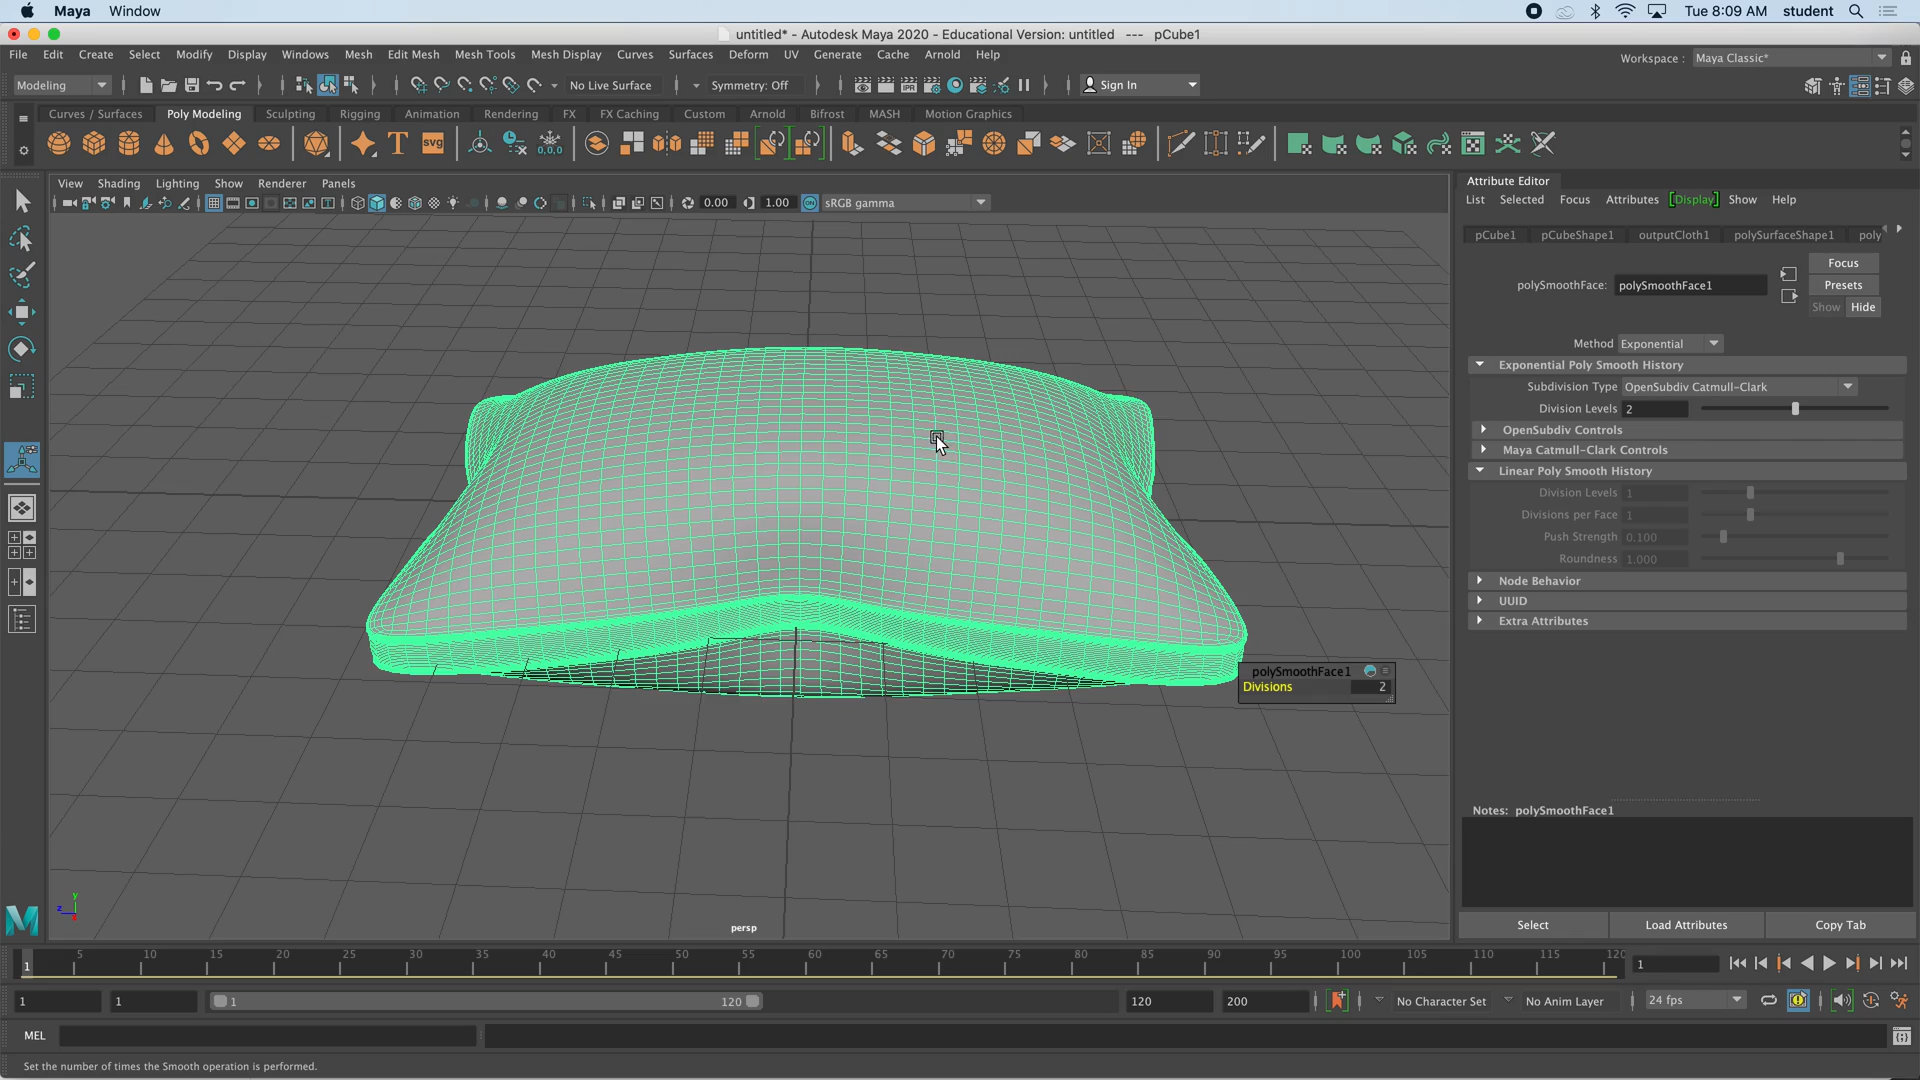 Maya Window Tue 8:09 AM student
untitled* - Autodesk Maya 2020 - Educational Version: untitled --- pCube1
File Edit Create Select Modify Display Windows Mesh Edit Mesh Mesh Tools Mesh Display Curves Surfaces Deform UV Generate Cache Arnold Help Workspace : Maya Classic*
Modeling No Live Surface Symmetry: Off IPR Sign In
Curves / Surfaces Poly Modeling Sculpting Rigging Animation Rendering FX FX Caching Custom Arnold Bifrost MASH Motion Graphics
T SVG 0,0,0
View Shading Lighting Show Renderer Panels
0.00 1.00 ON sRGB gamma
Attribute Editor
List Selected Focus Attributes [Display] Show Help
pCube1 pCubeShape1 outputCloth1 polySurfaceShape1 poly
Focus
polySmoothFace: polySmoothFace1 Presets
Show Hide
Method Exponential
Exponential Poly Smooth History
Subdivision Type OpenSubdiv Catmull-Clark
Division Levels 2
OpenSubdiv Controls
Maya Catmull-Clark Controls
Linear Poly Smooth History
Division Levels 1
Divisions per Face 1
Push Strength 0.100
Roundness 1.000
Node Behavior
UUID
Extra Attributes
polySmoothFace1
Divisions 2
Notes: polySmoothFace1
y
z
x
persp
Select Load Attributes Copy Tab
1 5 10 15 20 25 30 35 40 45 50 55 60 65 70 75 80 85 90 95 100 105 110 115 120 1
1 1 1 120 120 200 No Character Set No Anim Layer 24 fps
MEL
Set the number of times the Smooth operation is performed.